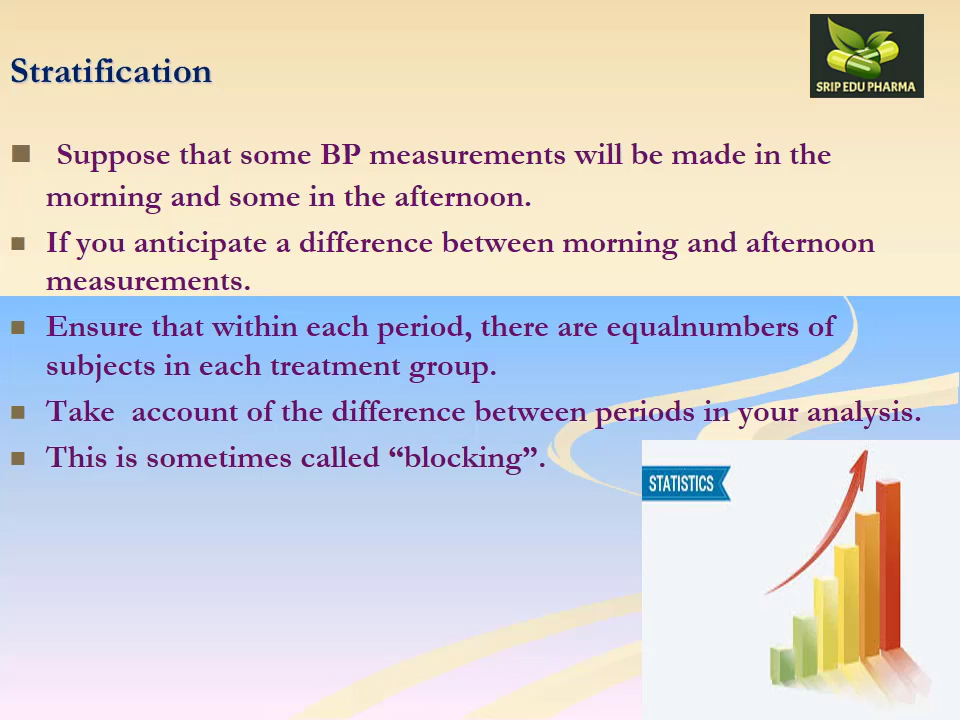 Stratification
SRIP EDU PHARMA
■ Suppose that some BP measurements will be made in the
morning and some in the afternoon.
■ If you anticipate a difference between morning and afternoon
measurements.
■ Ensure that within each period, there are equalnumbers of
subjects in each treatment group.
■ Take  account of the difference between periods in your analysis.
■ This is sometimes called “blocking”.
STATISTICS